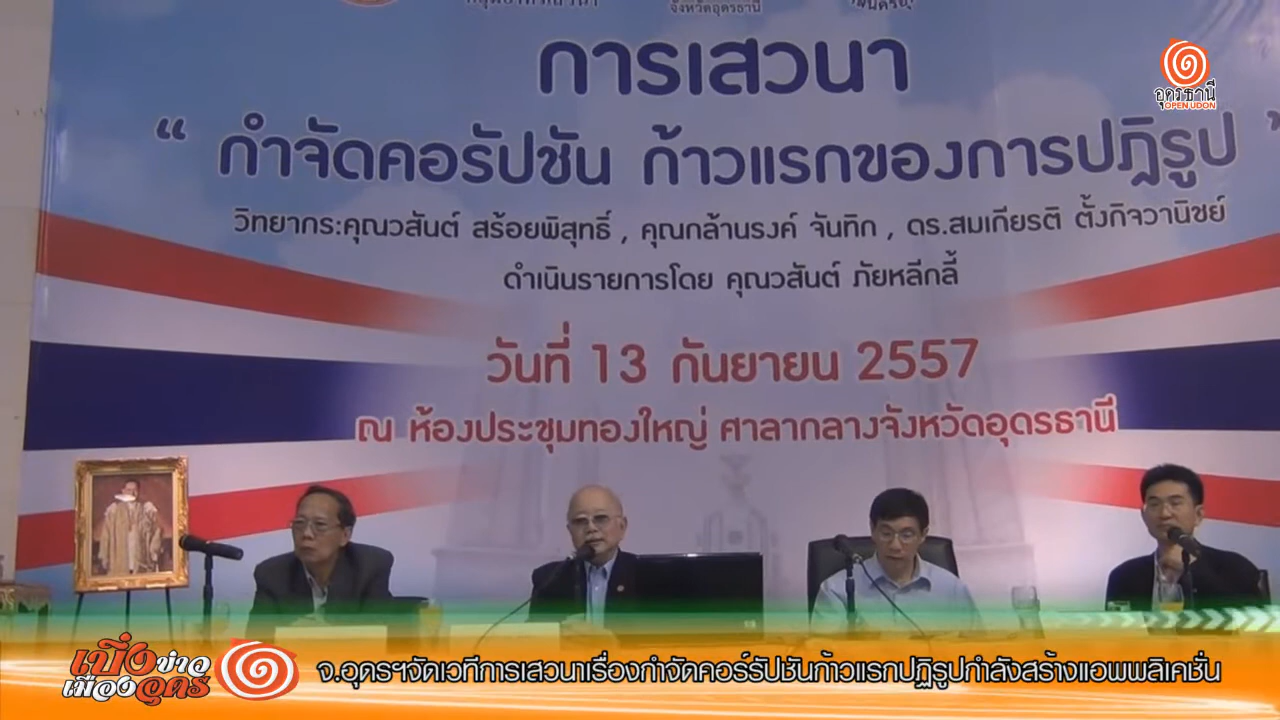 จังหวัดอุดรธานี
การเสวนา
“ กำจัดคอรัปชัน ก้าวแรกของการปฏิรูป ”
วิทยากร:คุณวสันต์ สร้อยพิสุทธิ์ , คุณกล้านรงค์ จันทิก , ดร.สมเกียรติ ตั้งกิจวานิชย์
ดำเนินรายการโดย คุณวสันต์ ภัยหลีกลี้
วันที่ 13 กันยายน 2557
ณ ห้องประชุมทองใหญ่ ศาลากลางจังหวัดอุดรธานี
อุดรธานี
OPEN UDON
เบิ่งข่าว
เมืองอุดร
จ.อุดรฯจัดเวทีการเสวนาเรื่องกำจัดคอร์รัปชันก้าวแรกปฏิรูปกำลังสร้างแอพพลิเคชั่น